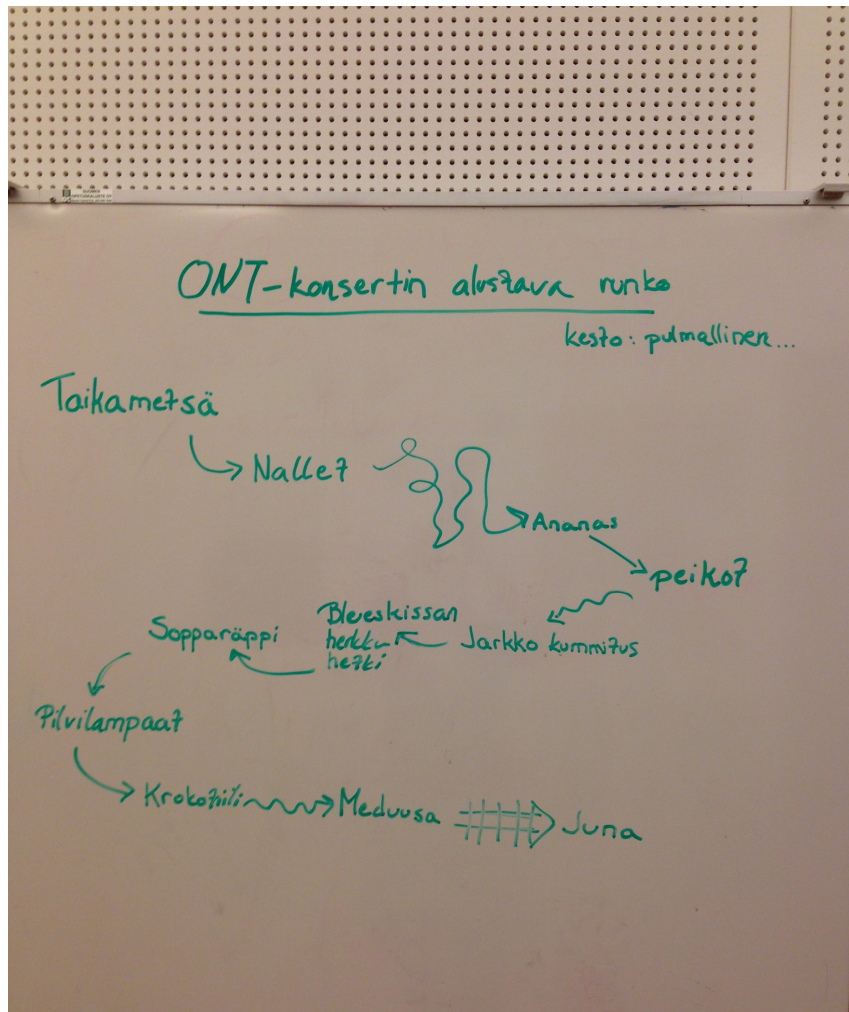 ONT-konsertin alustava runko
kesto: pulmallinen...
Taikametsä
Nallet
Ananas
peikot
Jarkko kummitus
Blueskissan
herkku
hetki
Sopparäppi
Pilvilampaat
Krokotiili
Meduusa
Juna